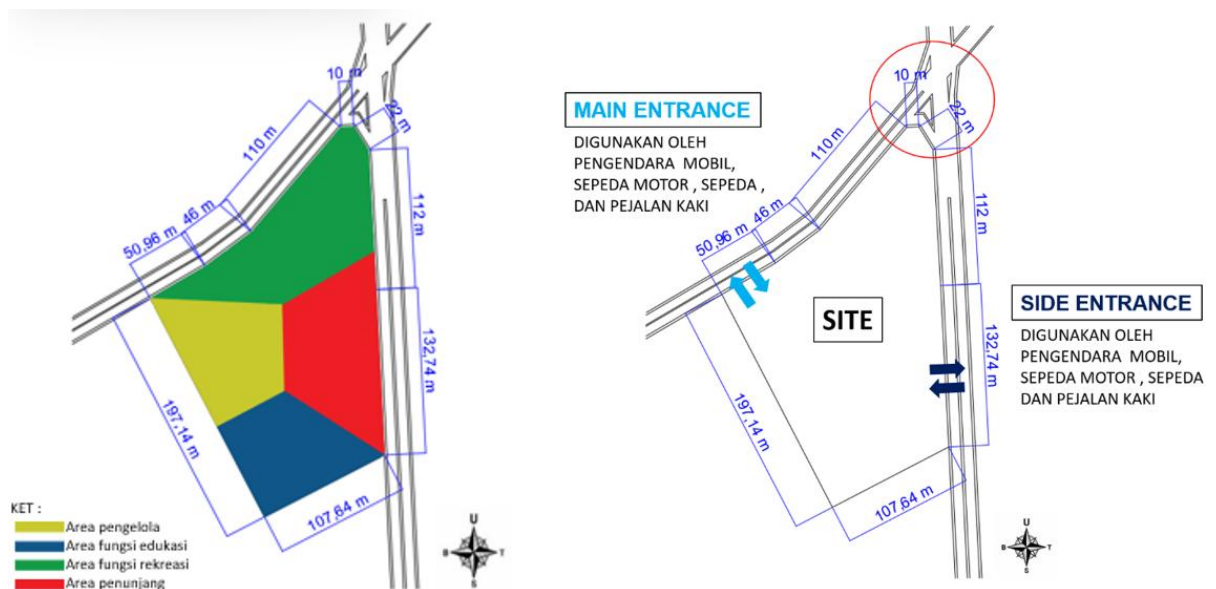 10 m
22 m
110 m
46 m
50,96 m
112 m
132,74 m
197,14 m
107,64 m
KET :
Area pengelola
Area fungsi edukasi
Area fungsi rekreasi
Area penunjang
U
B
T
S
MAIN ENTRANCE
DIGUNAKAN OLEH
PENGENDARA MOBIL,
SEPEDA MOTOR , SEPEDA ,
DAN PEJALAN KAKI
10 m
22 m
110 m
46 m
50,96 m
112 m
SITE
SIDE ENTRANCE
DIGUNAKAN OLEH
PENGENDARA MOBIL,
SEPEDA MOTOR , SEPEDA
DAN PEJALAN KAKI
132,74 m
197,14 m
107,64 m
U
B
T
S